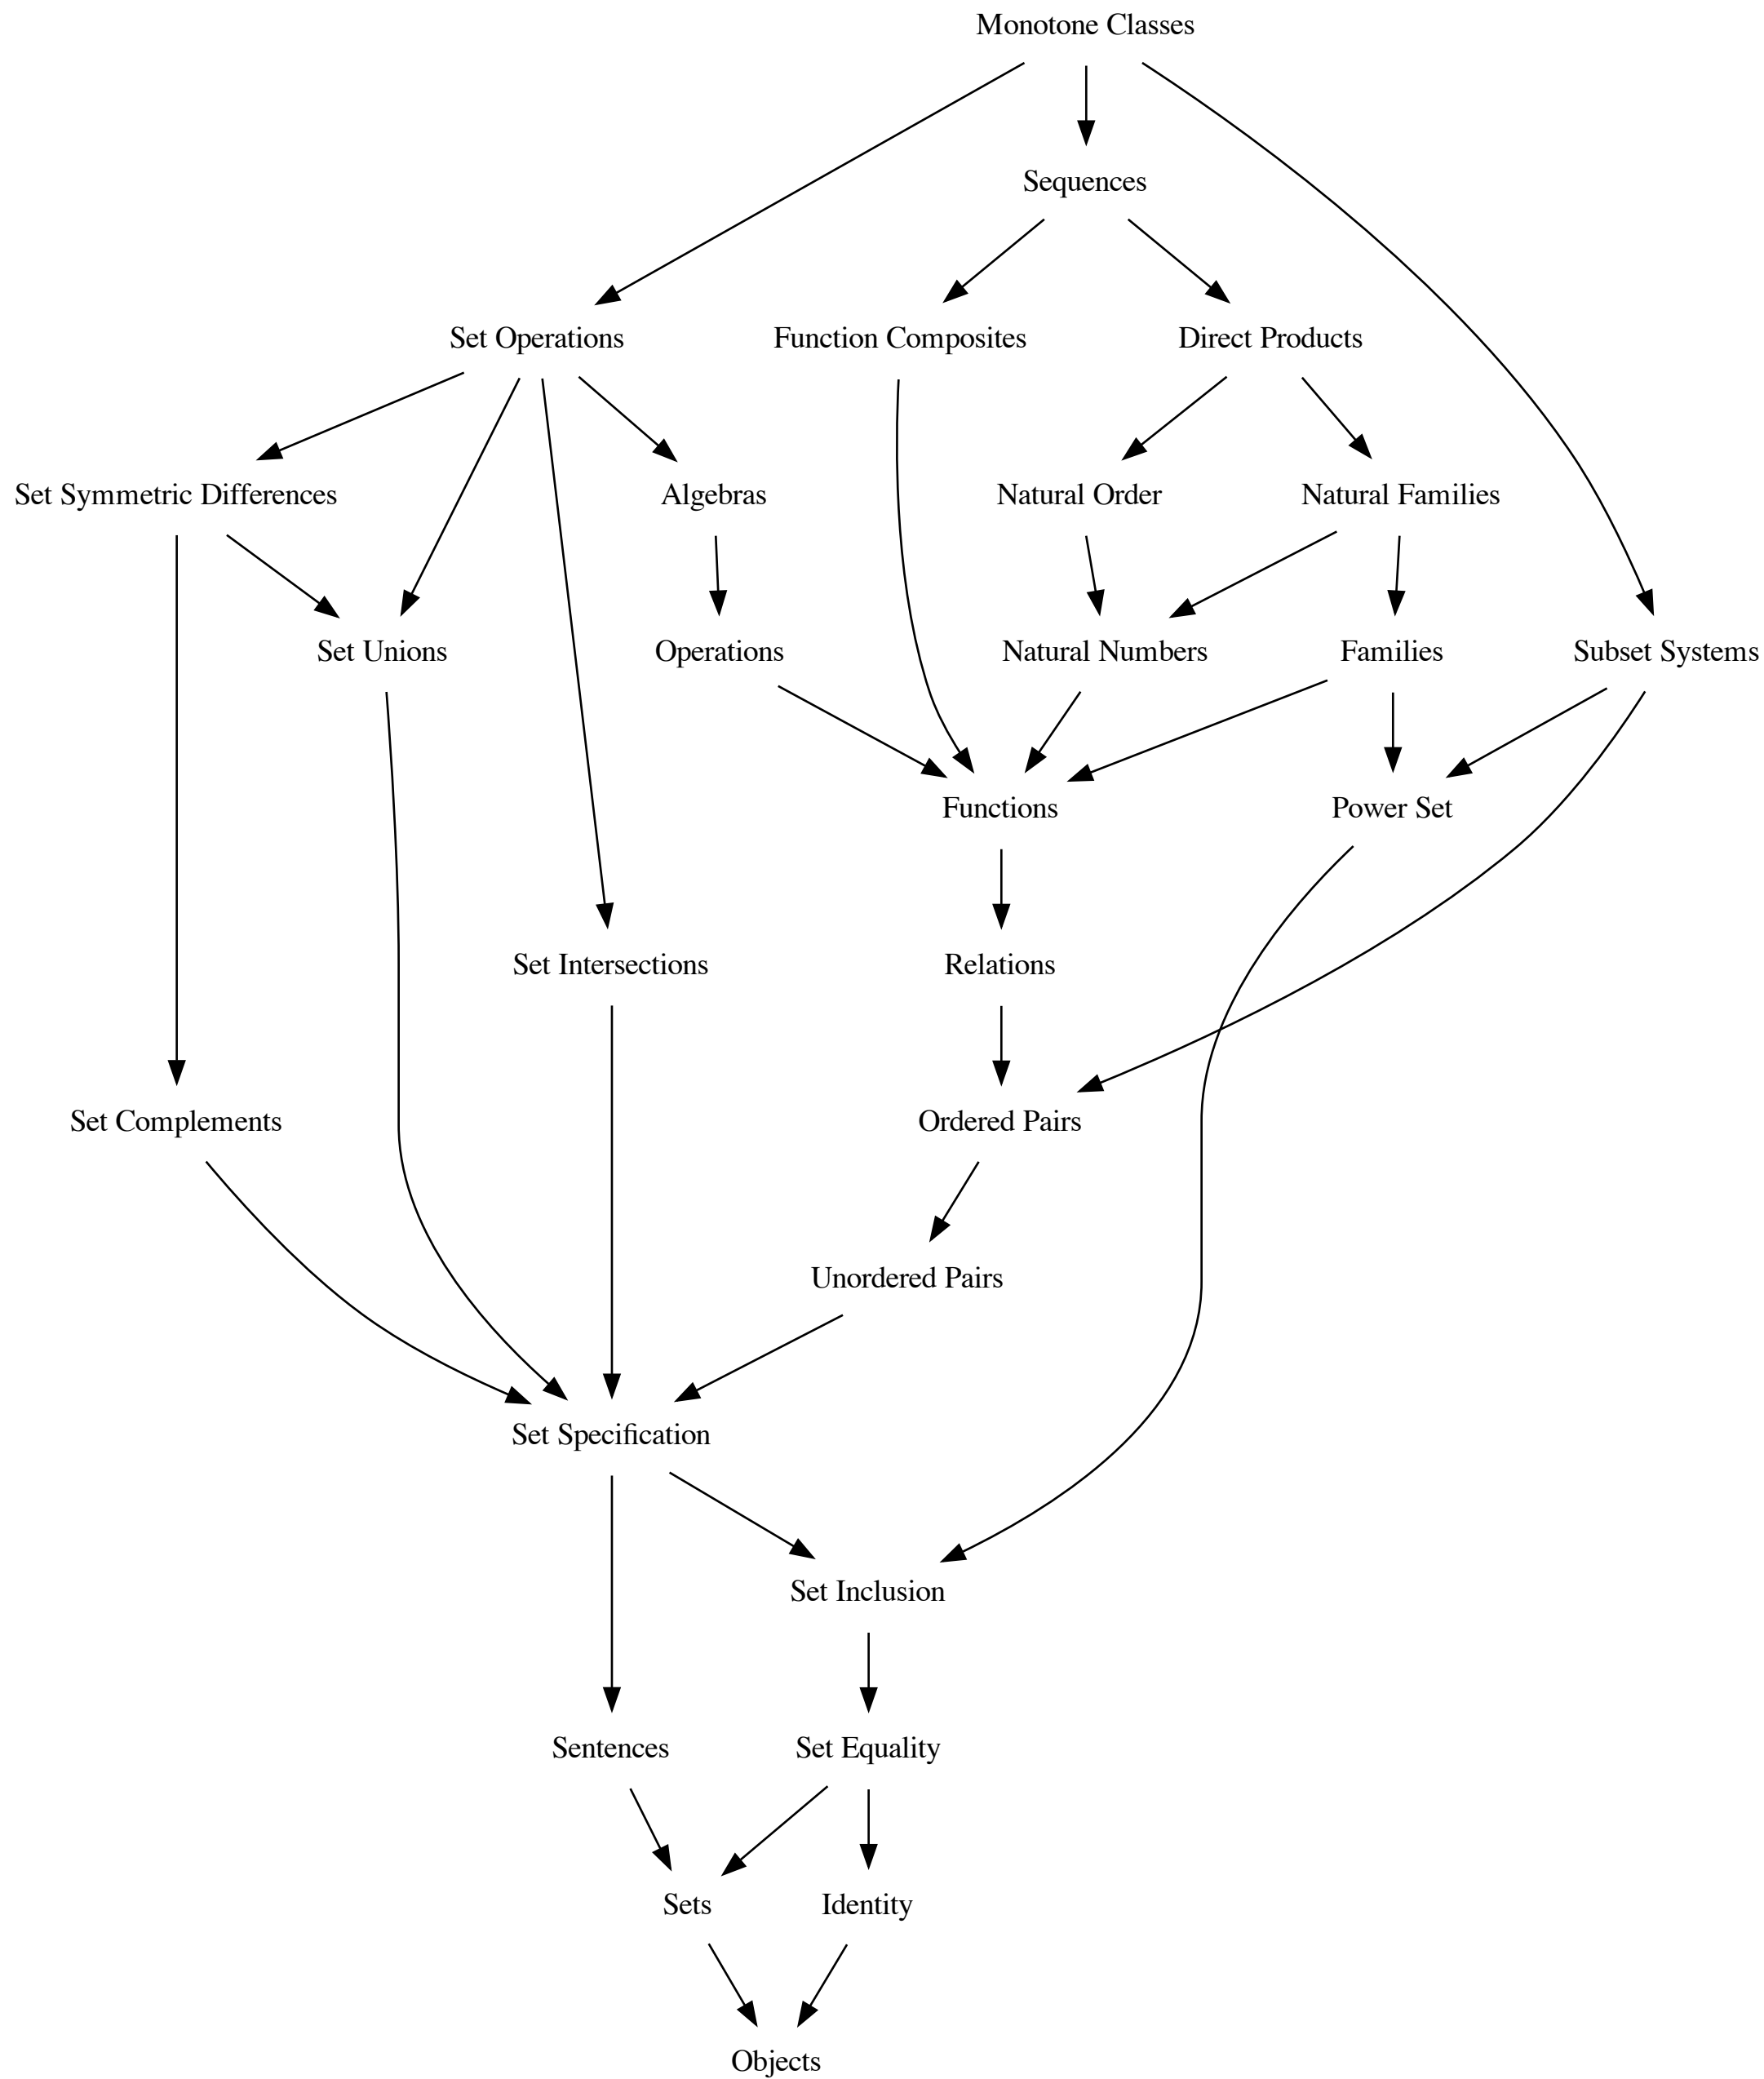 Monotone Classes
Sequences
Set Operations
Function Composites
Direct Products
Set Symmetric Differences
Algebras
Natural Order
Natural Families
Set Unions
Operations
Natural Numbers
Families
Subset Systems
Functions
Power Set
Set Intersections
Relations
Set Complements
Ordered Pairs
Unordered Pairs
Set Specification
Set Inclusion
Sentences
Set Equality
Sets
Identity
Objects